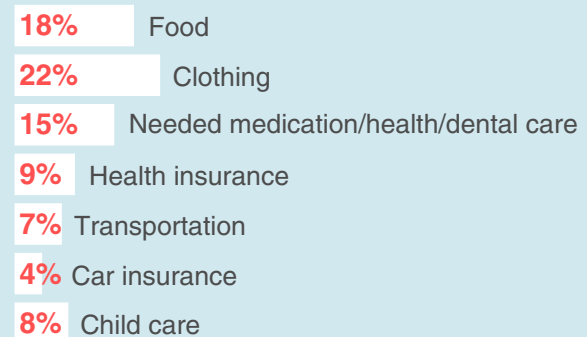 18% Food
22% Clothing
15% Needed medication/health/dental care
9% Health insurance
7% Transportation
4% Car insurance
8% Child care